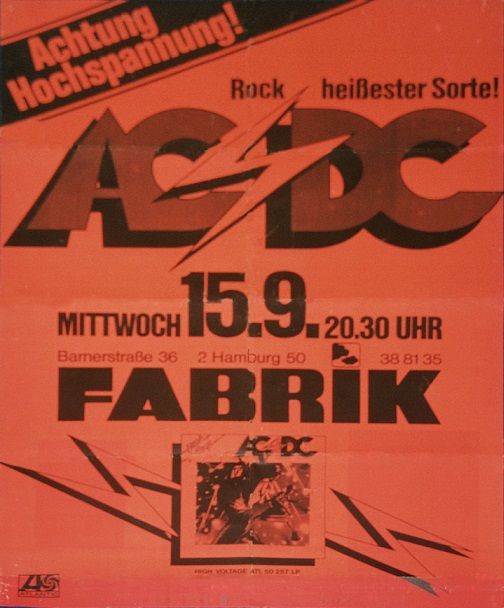 Achtung
Hochspannung!
Rock heißester Sorte!
AC DC
MITTWOCH 15.9. 20.30 UHR
Barnerstraße 36 2 Hamburg 50 38 81 35
FABRIK
AC DC
HIGH VOLTAGE ATL 50 257 LP
ATLANTIC